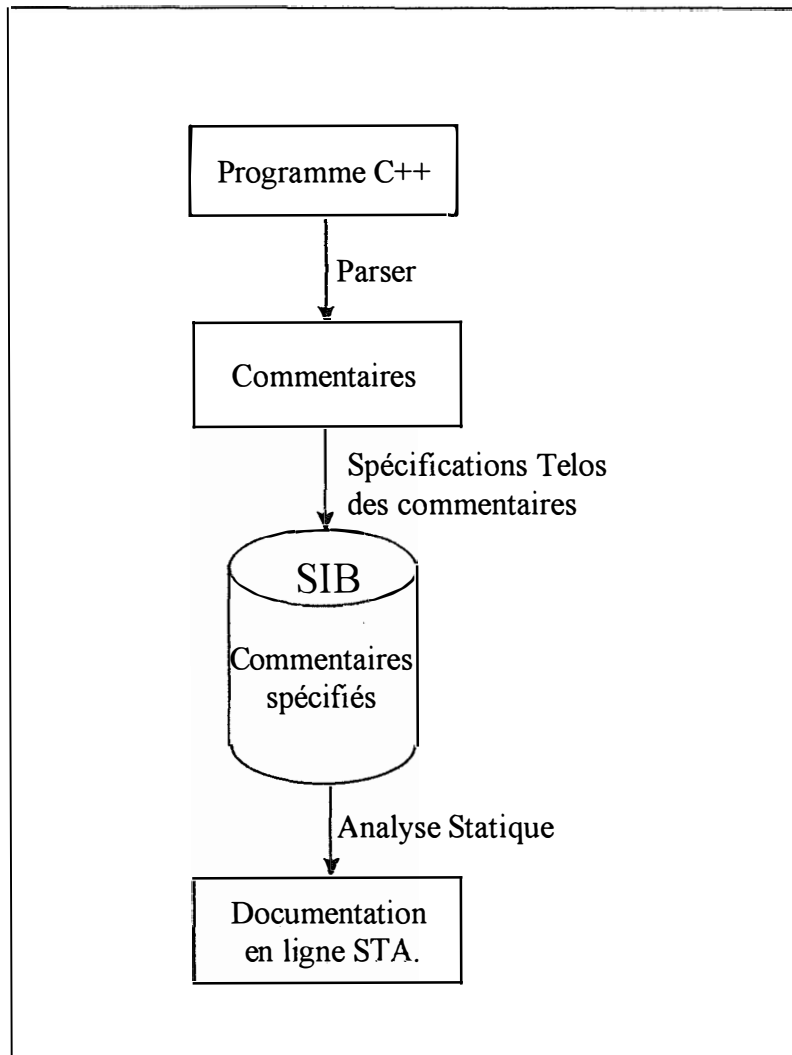 Programme C++
Parser
Commentaires
Spécifications Telos
des commentaires
SIB
Commentaires
spécifiés
Analyse Statique
Documentation
en ligne STA.